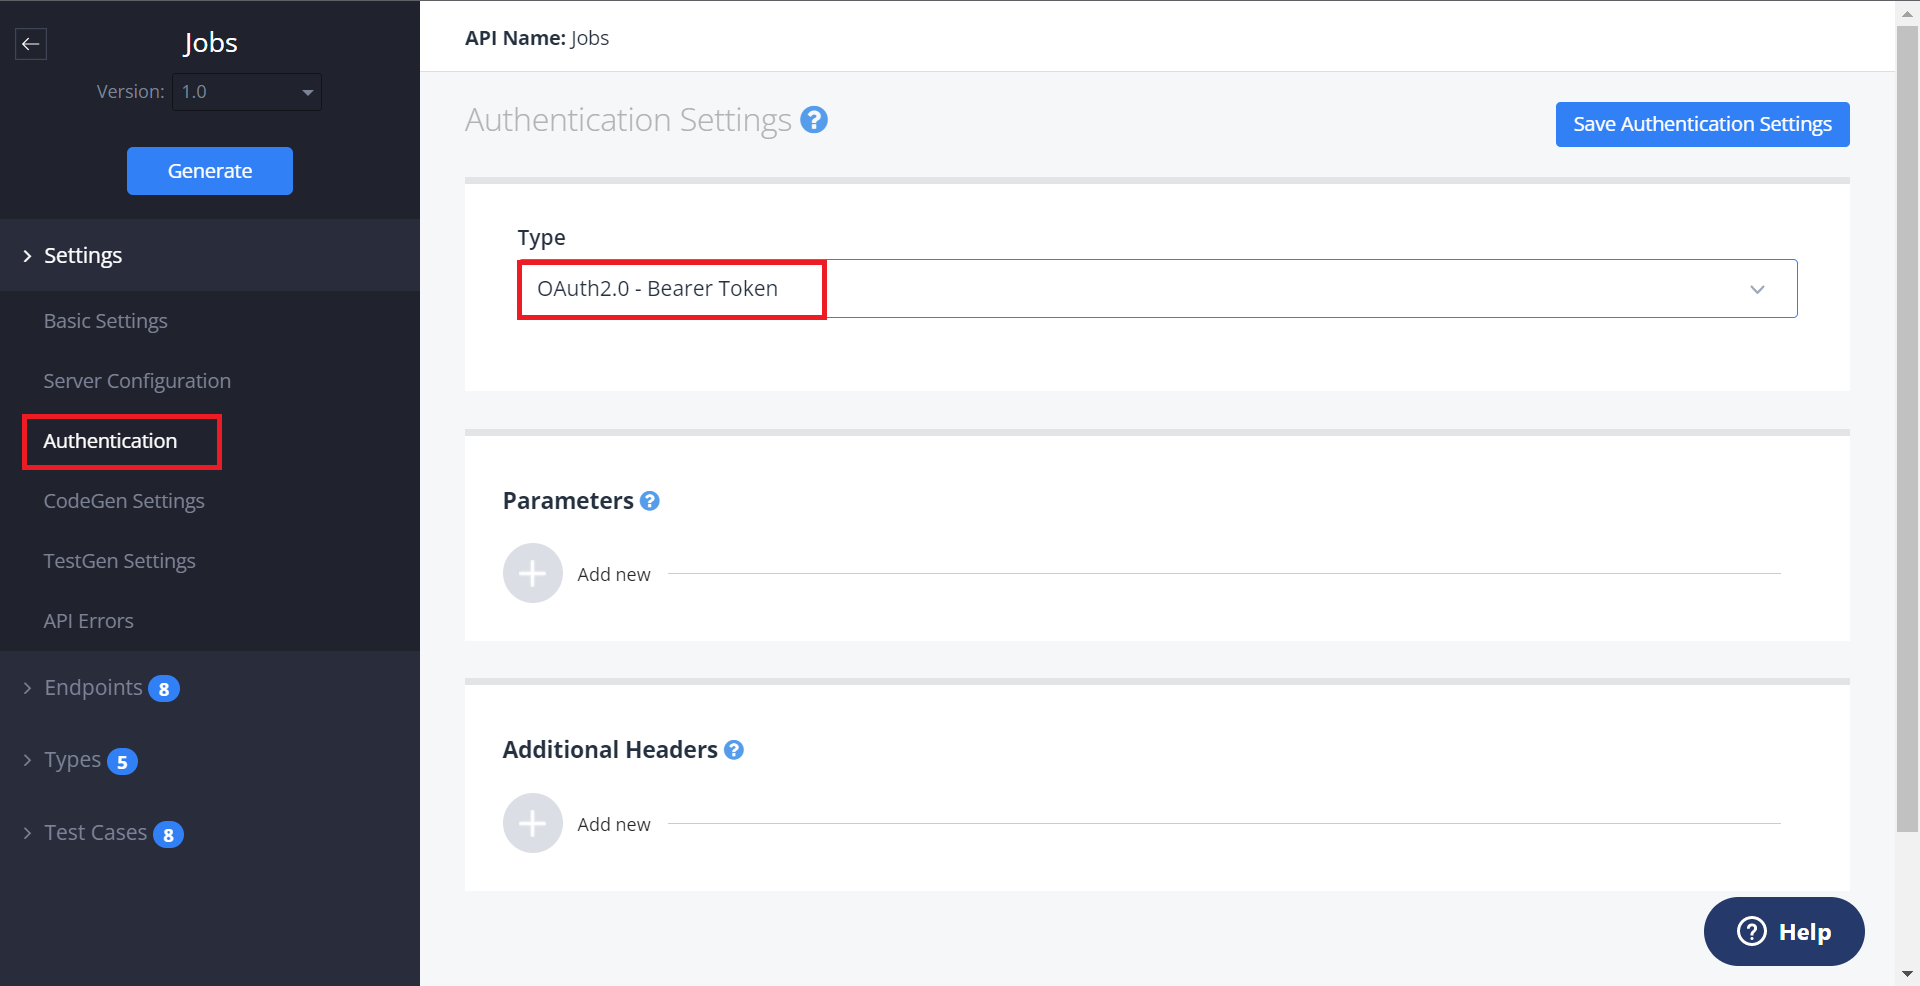 Jobs
Version: 1.0
Generate
Settings
Basic Settings
Server Configuration
Authentication
CodeGen Settings
TestGen Settings
API Errors
Endpoints 8
Types 5
Test Cases 8
API Name: Jobs
Authentication Settings ?
Save Authentication Settings
Type
OAuth2.0 - Bearer Token
Parameters ?
Add new
Additional Headers ?
Add new
? Help